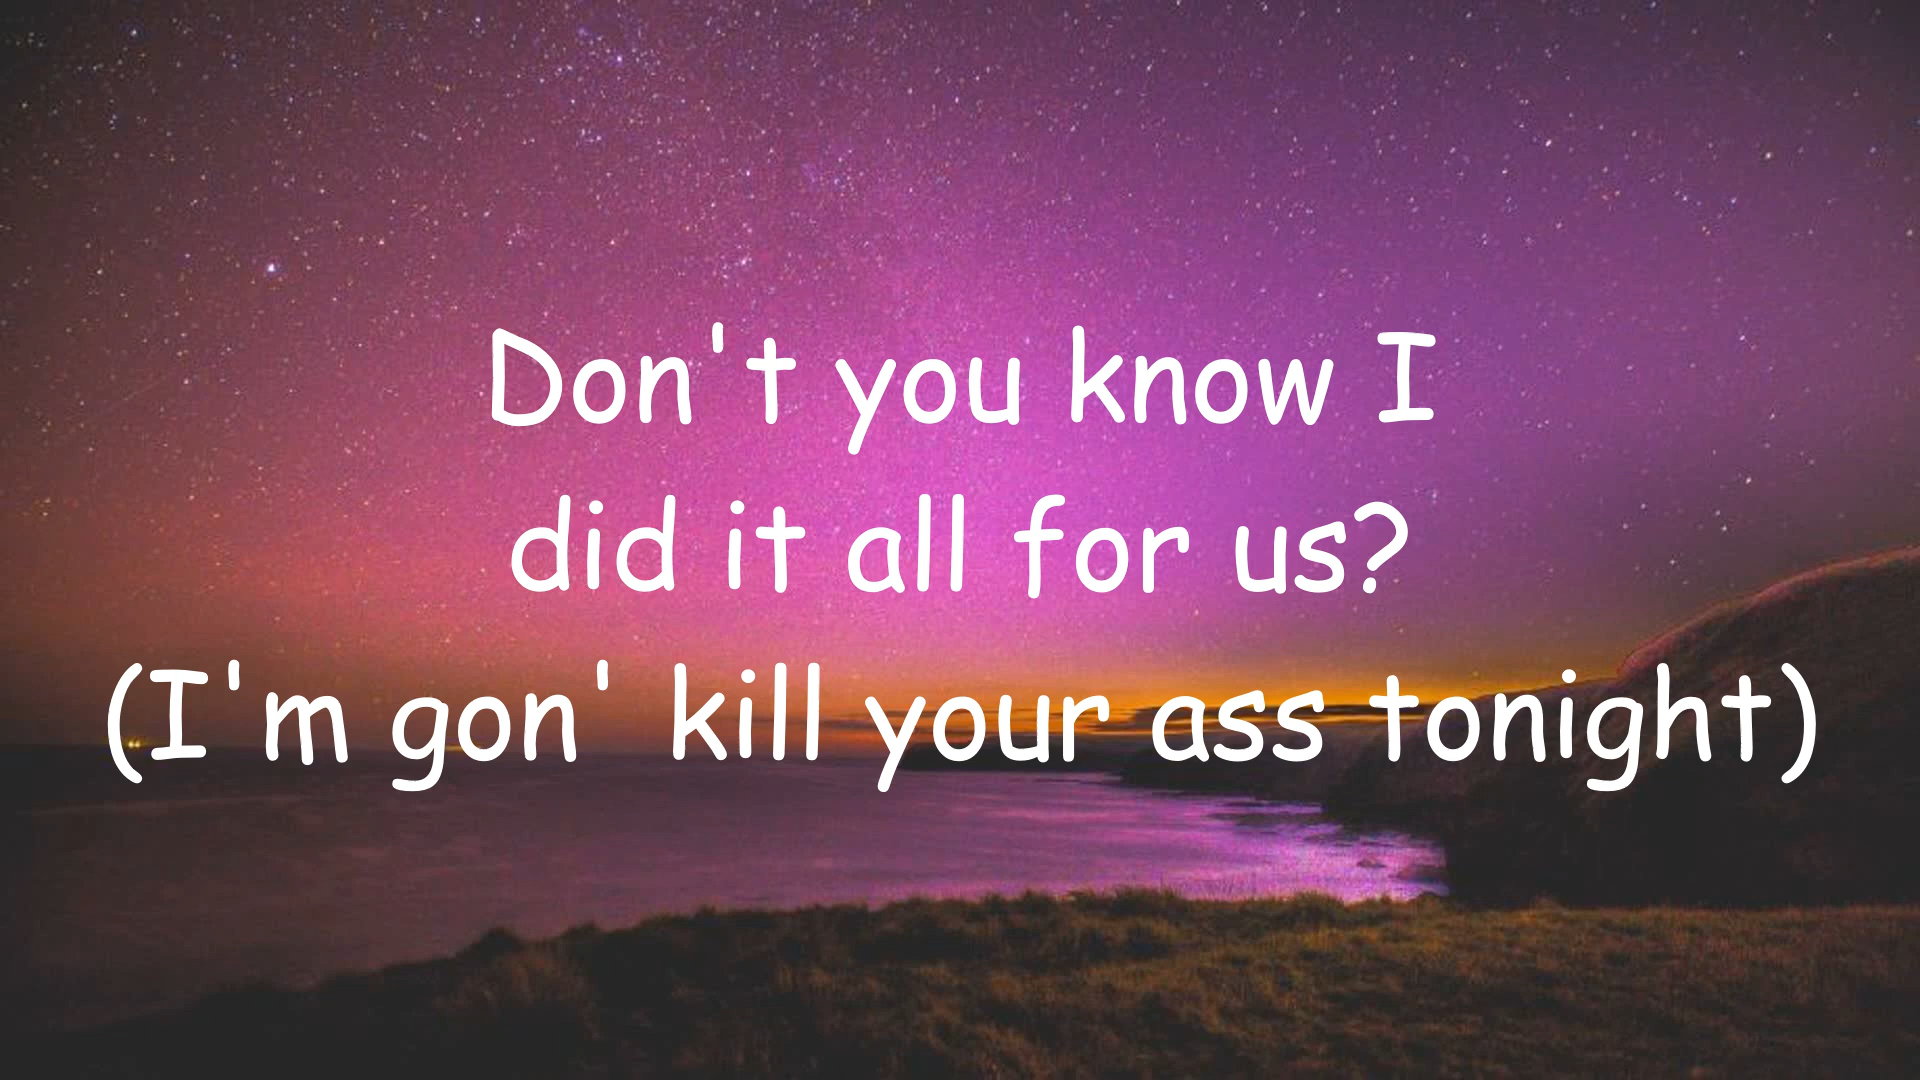 Don't you know I
did it all for us?
(I'm gon' kill your ass tonight)